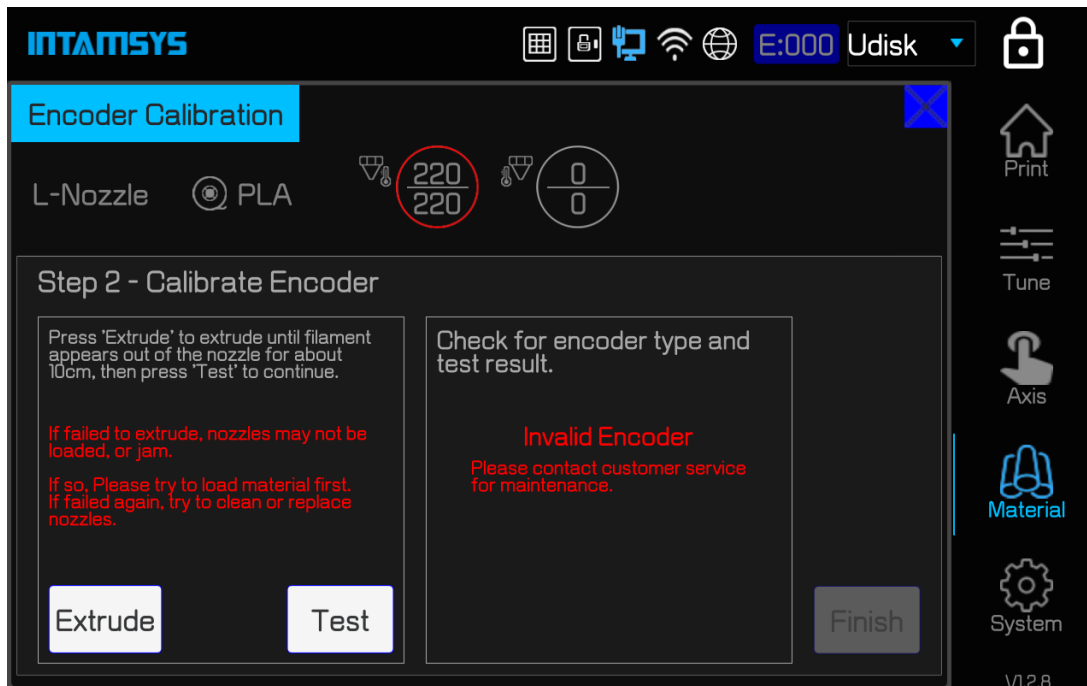 INTAMSYS
E:000 Udisk
Encoder Calibration
L-Nozzle PLA
220
220
0
0
Step 2 - Calibrate Encoder
Press 'Extrude' to extrude until filament
appears out of the nozzle for about
10cm, then press 'Test' to continue.
If failed to extrude, nozzles may not be
loaded, or jam.
If so, Please try to load material first.
If failed again, try to clean or replace
nozzles.
Extrude
Test
Check for encoder type and
test result.
Invalid Encoder
Please contact customer service
for maintenance.
Finish
Print
Tune
Axis
Material
System
V1.2.8